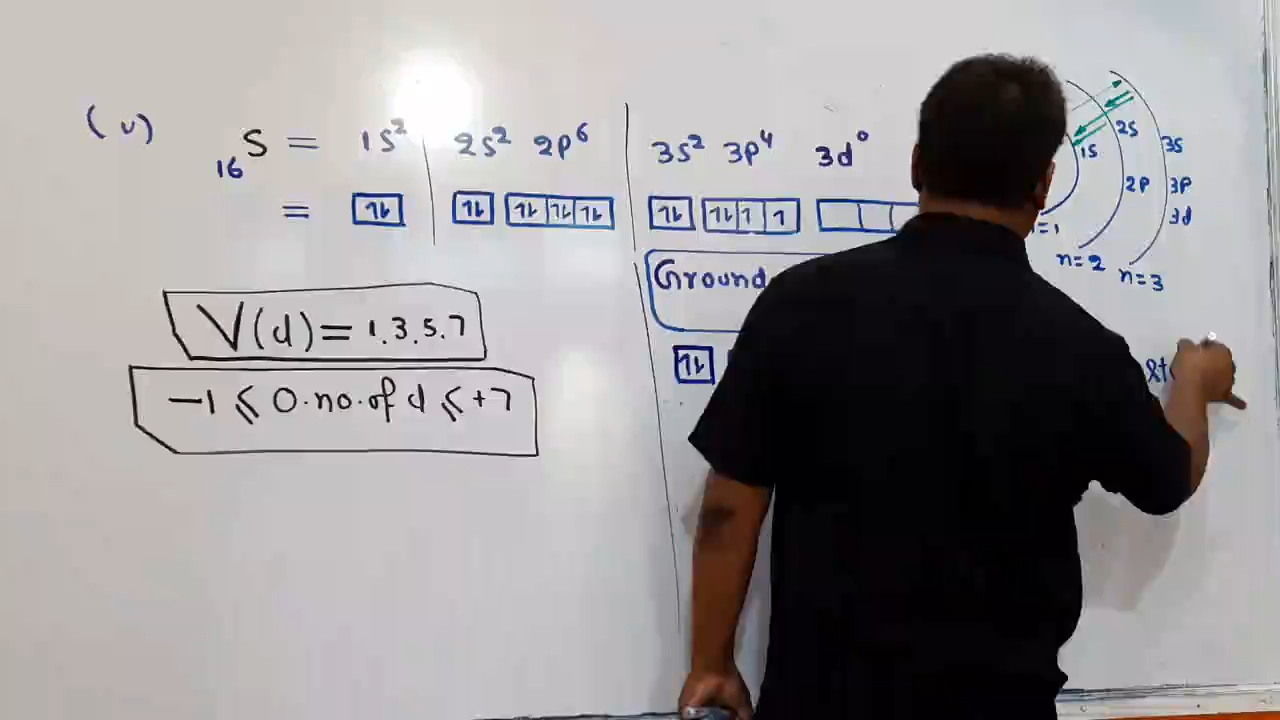 (v) 16S = 1s² 2s² 2p⁶ 3s² 3p⁴ 3d⁰
= ↿⇂ ↿⇂ ↿⇂ ↿⇂ ↿⇂ ↿⇂ ↿⇂ ↿ ↿
Ground
↿⇂
V(d) = 1.3.5.7
-1 ⩽ O.no.of d ⩽ +7
1s 2s 3s
2p 3p
3d
n=2 n=3